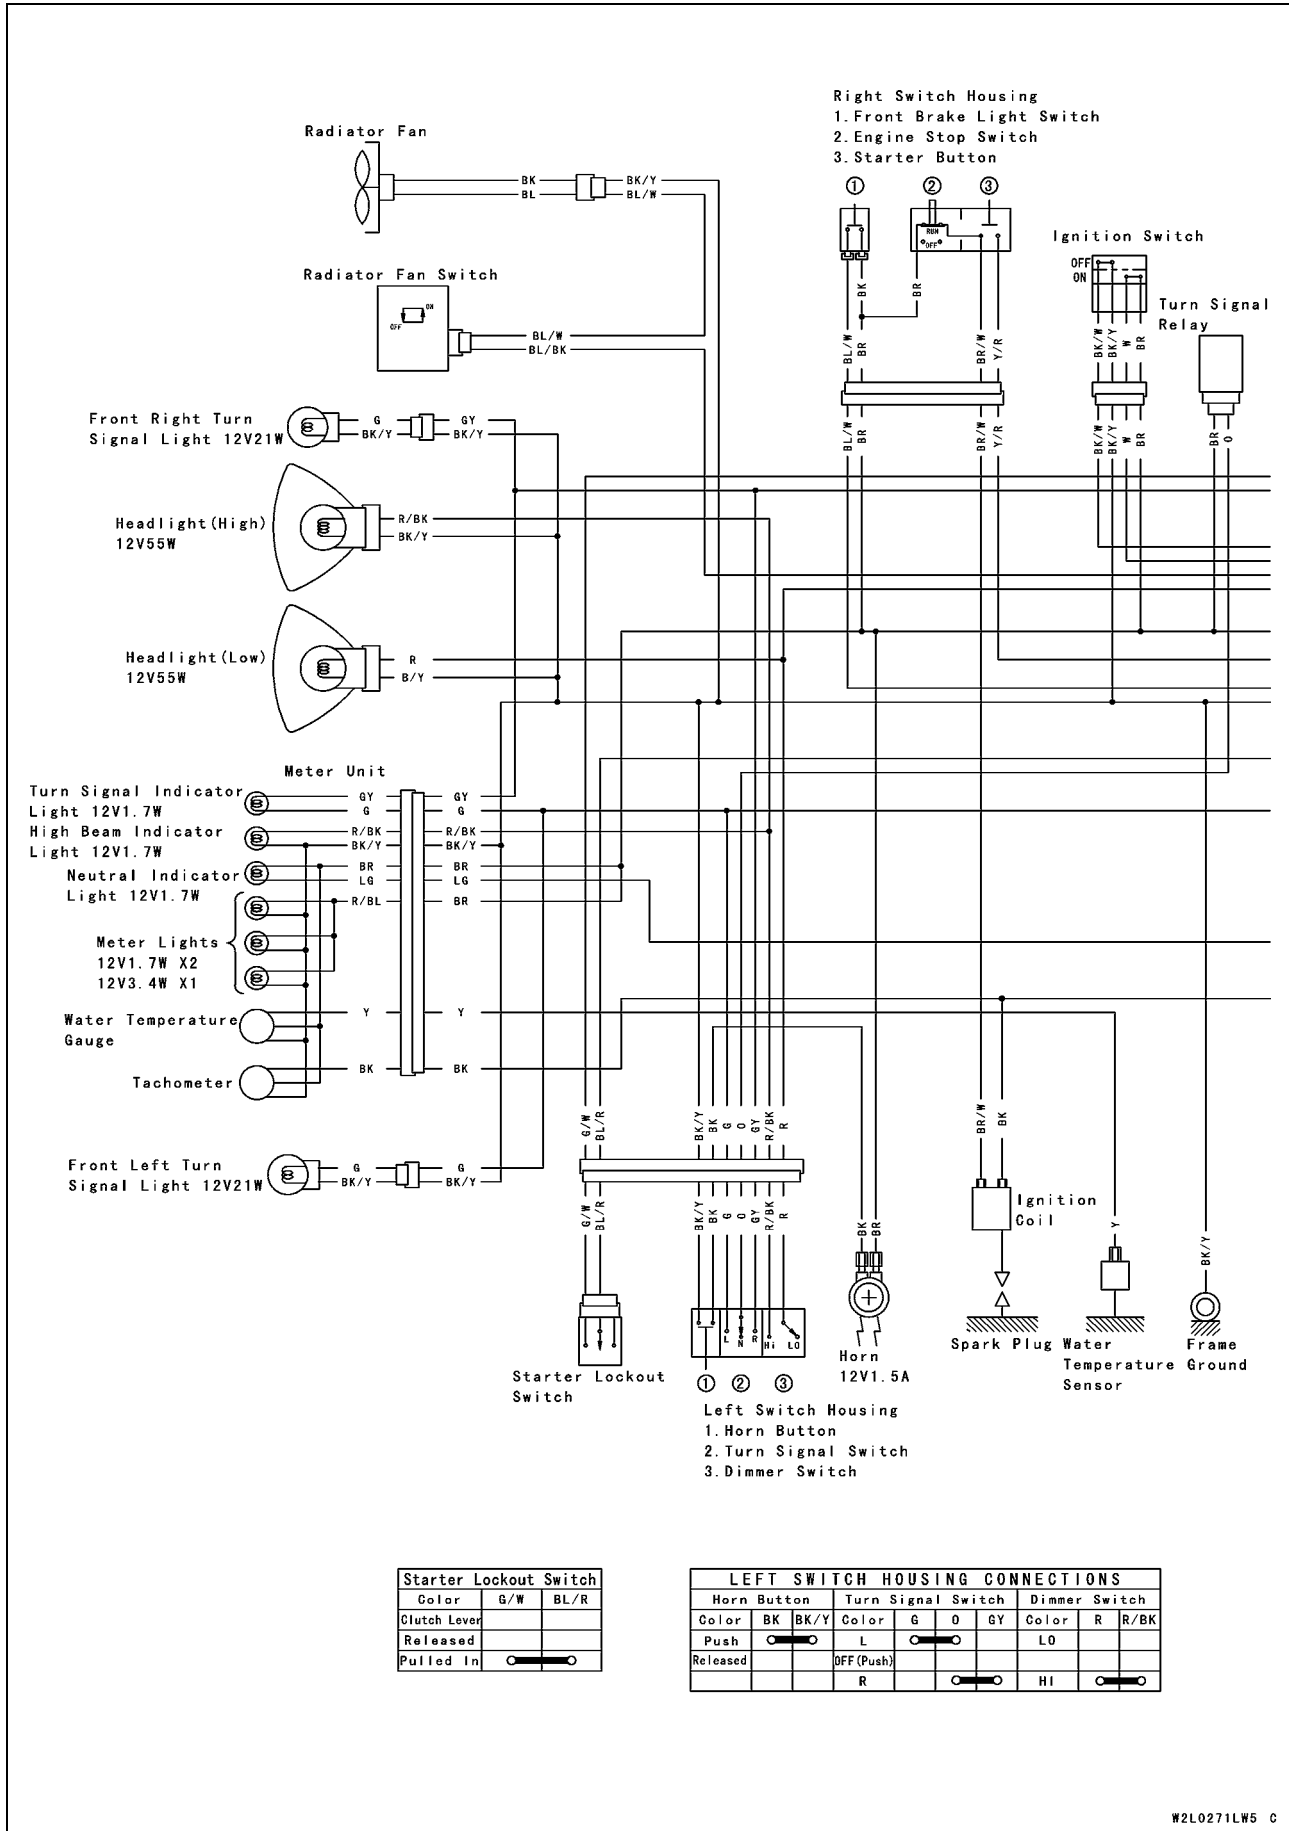 Right Switch Housing
1.Front Brake Light Switch
2.Engine Stop Switch
3.Starter Button
Radiator Fan
BK BK/Y
BL BL/W
① ② ③
RUN
OFF
Ignition Switch
OFF
ON
Radiator Fan Switch
ON
OFF
BL/W
BL/BK
BK
BR
Turn Signal
Relay
BL/W BR BR/W Y/R
BK/W BK/Y W BR
Front Right Turn
Signal Light 12V21W
G GY
BK/Y BK/Y
BL/W BR BR/W Y/R
BK/W BK/Y W BR
BR O
Headlight(High)
12V55W
R/BK
BK/Y
Headlight(Low)
12V55W
R
B/Y
Meter Unit
Turn Signal Indicator
Light 12V1.7W
GY GY
G G
High Beam Indicator
Light 12V1.7W
R/BK R/BK
BK/Y BK/Y
Neutral Indicator
Light 12V1.7W
BR BR
LG LG
R/BL BR
Meter Lights
12V1.7W X2
12V3.4W X1
Water Temperature
Gauge
Y Y
Tachometer
BK BK
G/W BL/R BK/Y BK G O GY R/BK R
BR/W BK
Front Left Turn
Signal Light 12V21W
G G
BK/Y BK/Y
G/W BL/R BK/Y BK G O GY R/BK R
BK BR
Ignition
Coil
Y
BK/Y
L N R Hi LO
Starter Lockout
Switch
① ② ③
Left Switch Housing
1.Horn Button
2.Turn Signal Switch
3.Dimmer Switch
Horn
12V1.5A
Spark Plug
Water
Temperature
Sensor
Frame
Ground
Starter Lockout Switch
Color G/W BL/R
Clutch Lever
Released
Pulled In
LEFT SWITCH HOUSING CONNECTIONS
Horn Button Turn Signal Switch Dimmer Switch
Color BK BK/Y Color G O GY Color R R/BK
Push L LO
Released OFF(Push)
R HI
W2L0271LW5 C